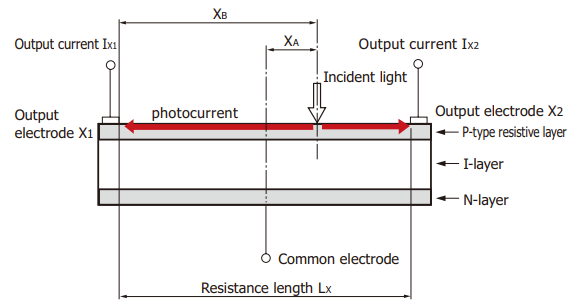 XB
Output current IX1
XA
Output current IX2
Incident light
Output
electrode X1
photocurrent
Output electrode X2
P-type resistive layer
I-layer
N-layer
Common electrode
Resistance length LX